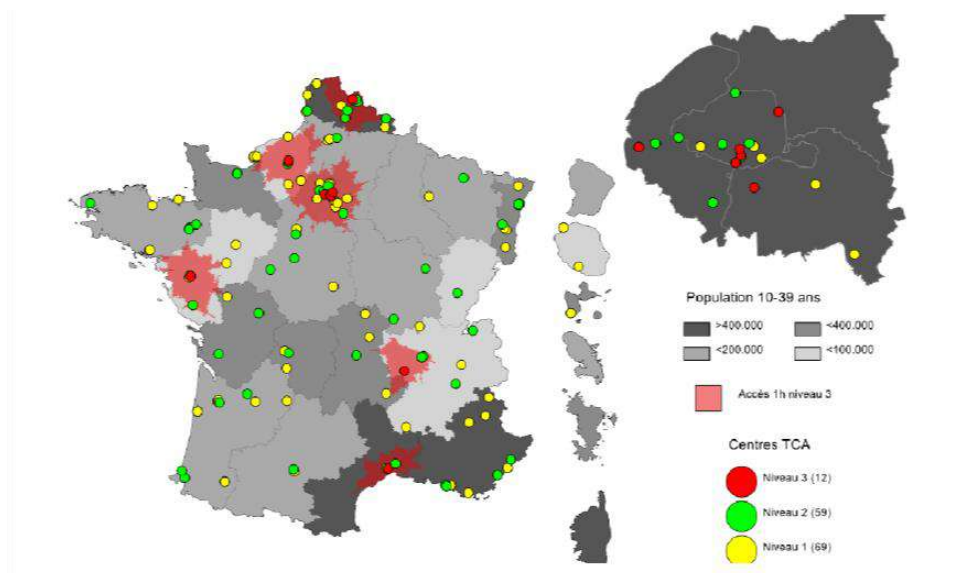 Population 10-39 ans
>400.000 <400.000
<200.000 <100.000
Accès 1h niveau 3
Centres TCA
Niveau 3 (12)
Niveau 2 (59)
Niveau 1 (69)